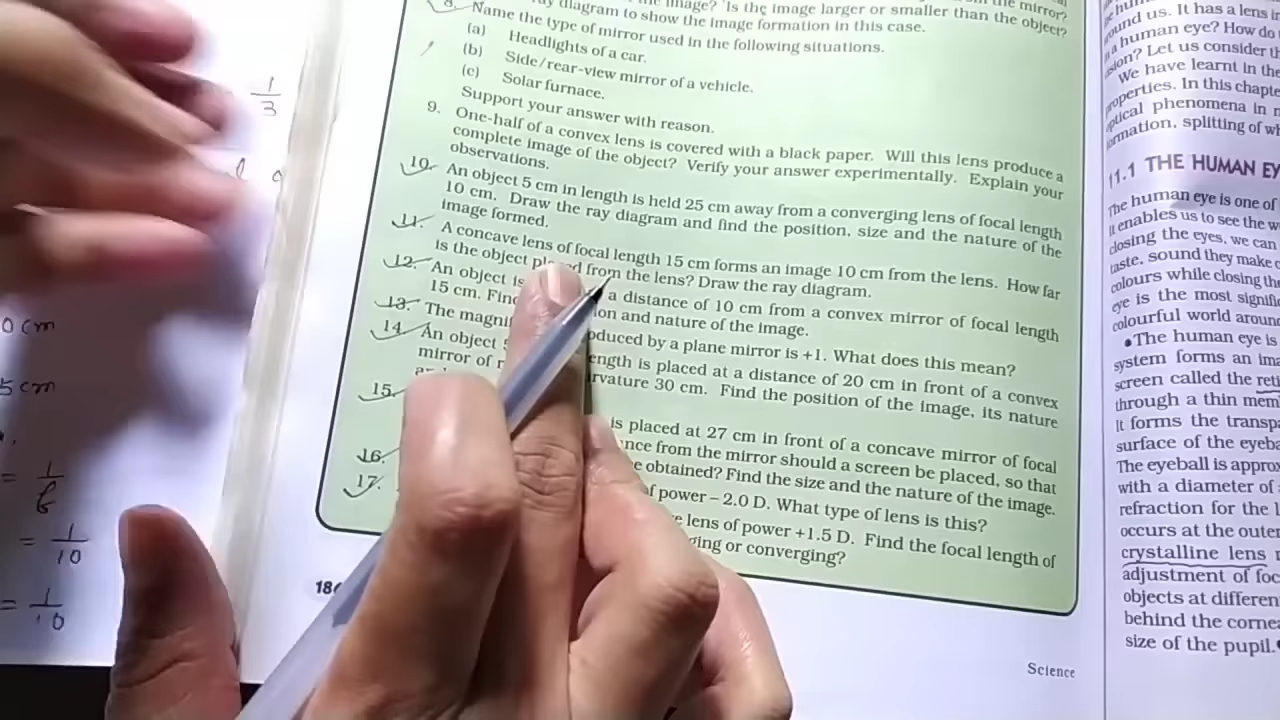 1
3
0 cm
5 cm
= 1
6
= 1
10
= 1
10
the image? Is the image larger or smaller than the object?
ray diagram to show the image formation in this case.
8. Name the type of mirror used in the following situations.
(a) Headlights of a car.
(b) Side/rear-view mirror of a vehicle.
(c) Solar furnace.
Support your answer with reason.
9. One-half of a convex lens is covered with a black paper. Will this lens produce a
complete image of the object? Verify your answer experimentally. Explain your
observations.
10. An object 5 cm in length is held 25 cm away from a converging lens of focal length
10 cm. Draw the ray diagram and find the position, size and the nature of the
image formed.
11. A concave lens of focal length 15 cm forms an image 10 cm from the lens. How far
is the object from the lens? Draw the ray diagram.
12. An object is a distance of 10 cm from a convex mirror of focal length
15 cm. Find and nature of the image.
13. The by a plane mirror is +1. What does this mean?
14. An object is placed at a distance of 20 cm in front of a convex
mirror of 30 cm. Find the position of the image, its nature
15. is placed at 27 cm in front of a concave mirror of focal
from the mirror should a screen be placed, so that
obtained? Find the size and the nature of the image.
16. of power – 2.0 D. What type of lens is this?
17. lens of power +1.5 D. Find the focal length of
or converging?
Science
us. It has a lens
a human eye? How do
Let us consider
We have learnt in the
In this
phenomena in
splitting of
11.1 THE HUMAN
The human eye is one of
it enables us to see the
closing the eyes, we can
taste, sound they make
colours while closing the
eye is the most
colourful world
The human eye is
system forms an
screen called the
through a thin
It forms the
surface of the
The eyeball is
with a diameter of
refraction for the
occurs at the outer
crystalline lens
adjustment of
objects at
behind the
size of the pupil.